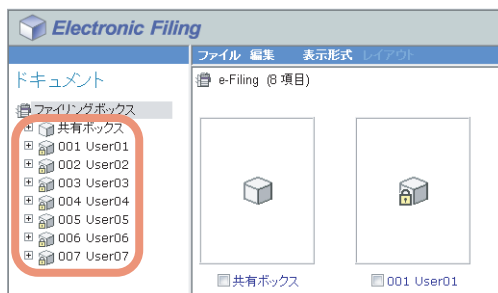 Electronic Filing
ファイル 編集 表示形式 レイアウト
ドキュメント
e-Filing (8 項目)
ファイリングボックス
共有ボックス
001 User01
002 User02
003 User03
004 User04
005 User05
006 User06
007 User07
共有ボックス
001 User01